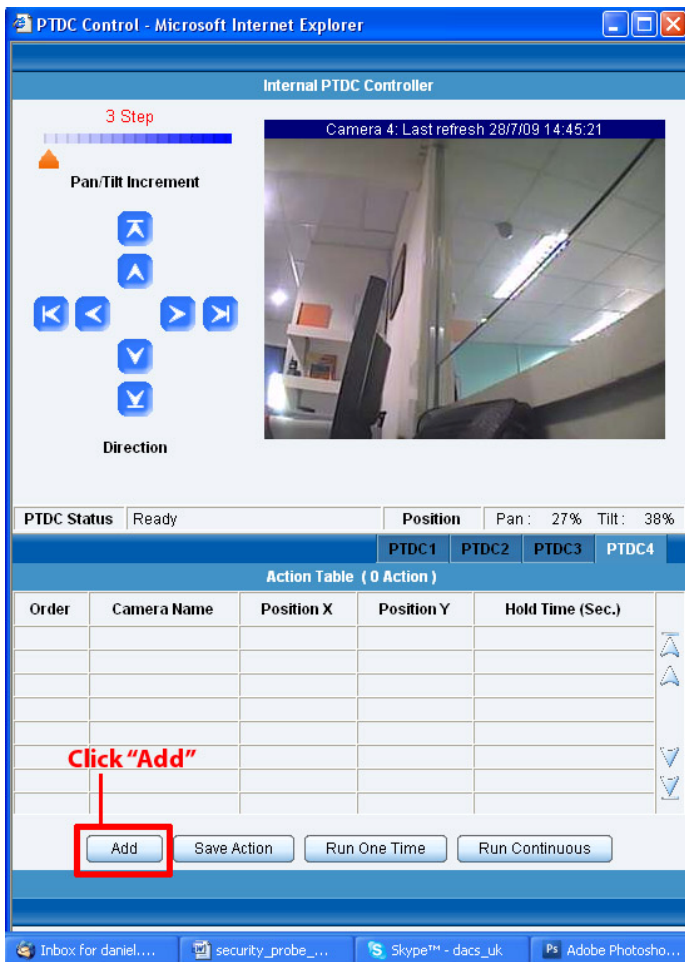 PTDC Control - Microsoft Internet Explorer
Internal PTDC Controller
3 Step
Camera 4: Last refresh 28/7/09 14:45:21
Pan/Tilt Increment
Direction
PTDC Status Ready Position Pan : 27% Tilt : 38%
PTDC1 PTDC2 PTDC3 PTDC4
Action Table ( 0 Action )
Order Camera Name Position X Position Y Hold Time (Sec.)
Click “Add”
Add Save Action Run One Time Run Continuous
Inbox for daniel.... security_probe_... Skype™ - dacs_uk Ps Adobe Photosho...